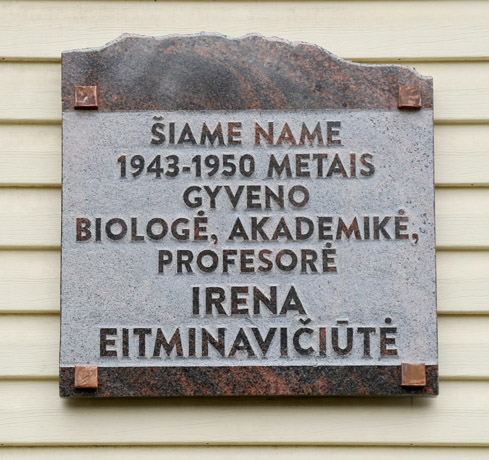 ŠIAME NAME
1943-1950 METAIS
GYVENO
BIOLOGĖ, AKADEMIKĖ,
PROFESORĖ
IRENA
EITMINAVIČIŪTĖ